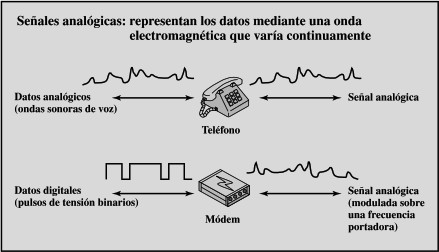 Señales analógicas: representan los datos mediante una onda
electromagnética que varía continuamente
Datos analógicos
(ondas sonoras de voz)
Teléfono
Señal analógica
Datos digitales
(pulsos de tensión binarios)
Módem
Señal analógica
(modulada sobre
una frecuencia
portadora)